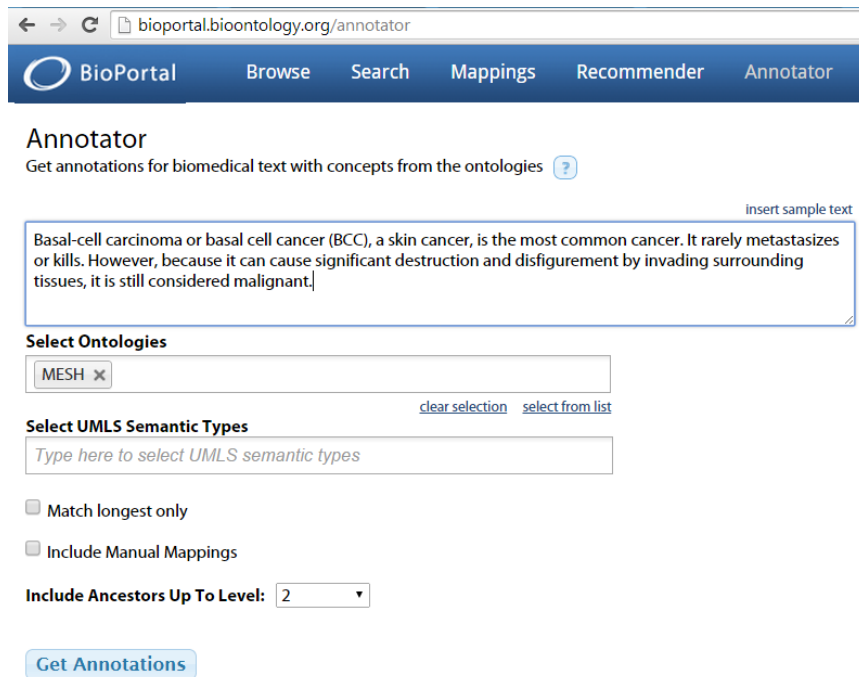 bioportal.bioontology.org/annotator
BioPortal Browse Search Mappings Recommender Annotator
Annotator
Get annotations for biomedical text with concepts from the ontologies ?
insert sample text
Basal-cell carcinoma or basal cell cancer (BCC), a skin cancer, is the most common cancer. It rarely metastasizes
or kills. However, because it can cause significant destruction and disfigurement by invading surrounding
tissues, it is still considered malignant.
Select Ontologies
MESH ×
clear selection select from list
Select UMLS Semantic Types
Type here to select UMLS semantic types
Match longest only
Include Manual Mappings
Include Ancestors Up To Level: 2
Get Annotations